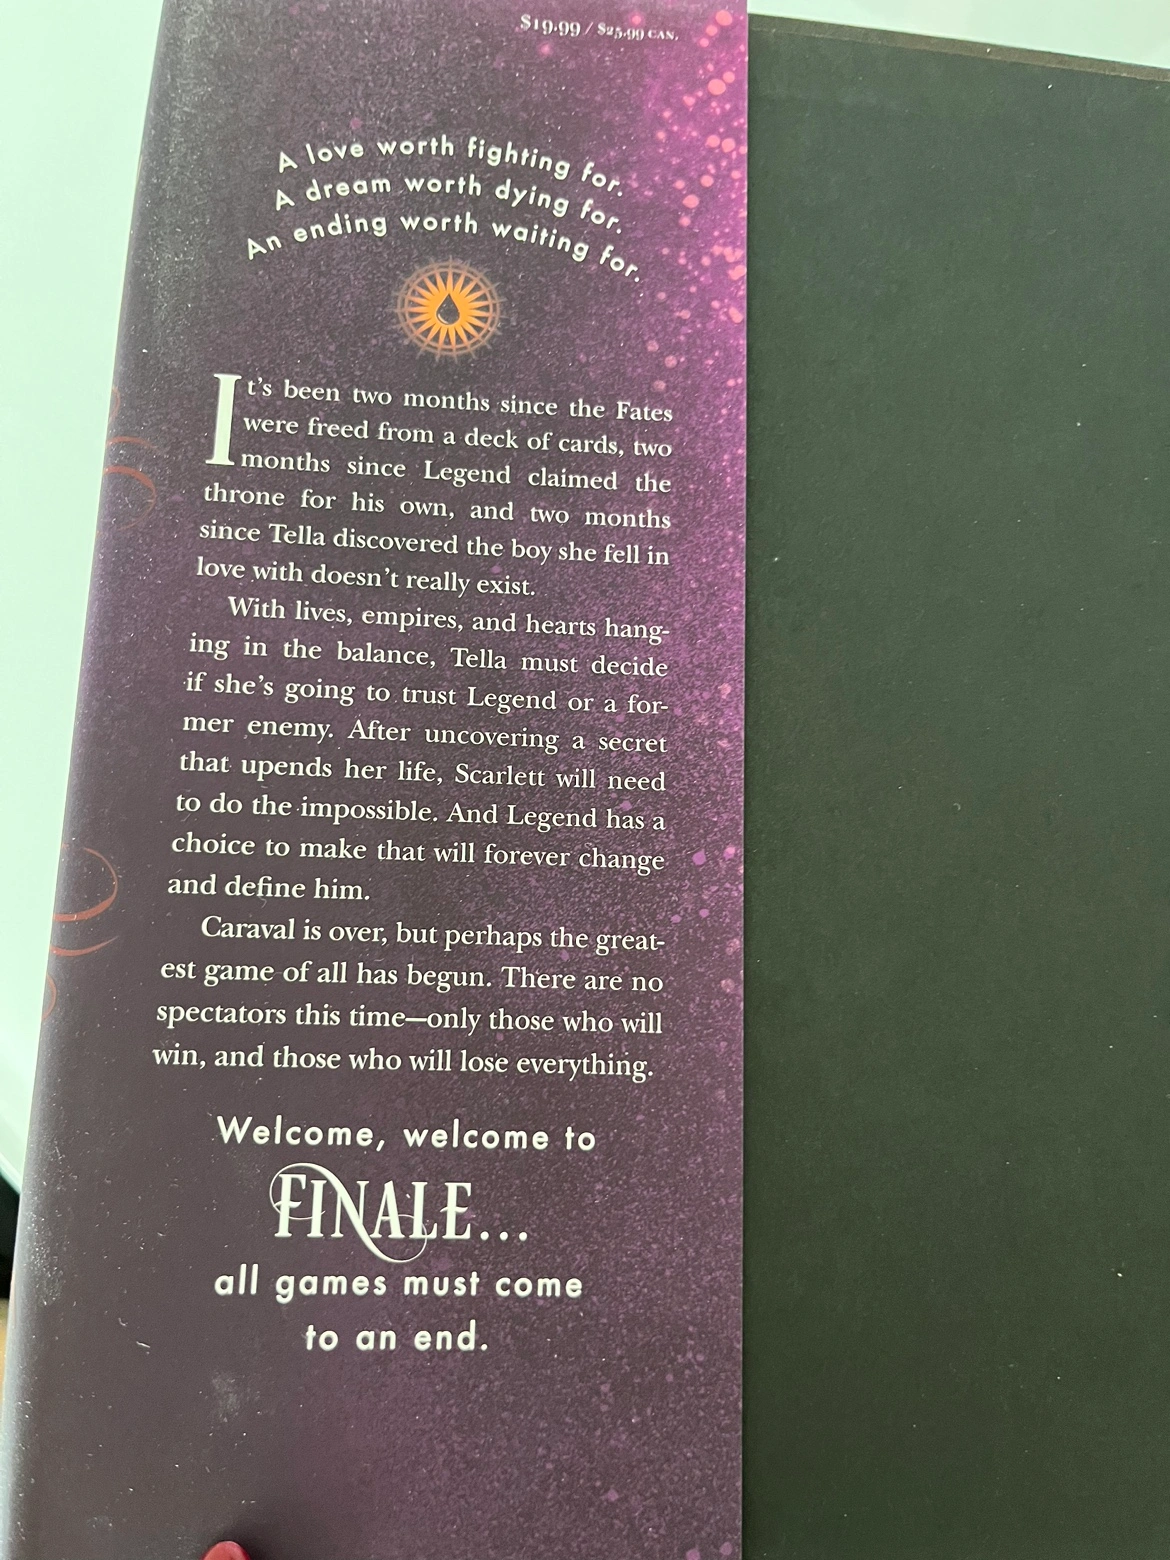 $19.99 / $25.99 CAN.
A love worth fighting for.
A dream worth dying for.
An ending worth waiting for.
It's been two months since the Fates
were freed from a deck of cards, two
months since Legend claimed the
throne for his own, and two months
since Tella discovered the boy she fell in
love with doesn't really exist.
With lives, empires, and hearts hang-
ing in the balance, Tella must decide
if she's going to trust Legend or a for-
mer enemy. After uncovering a secret
that upends her life, Scarlett will need
to do the impossible. And Legend has a
choice to make that will forever change
and define him.
Caraval is over, but perhaps the great-
est game of all has begun. There are no
spectators this time—only those who will
win, and those who will lose everything.
Welcome, welcome to
FINALE...
all games must come
to an end.